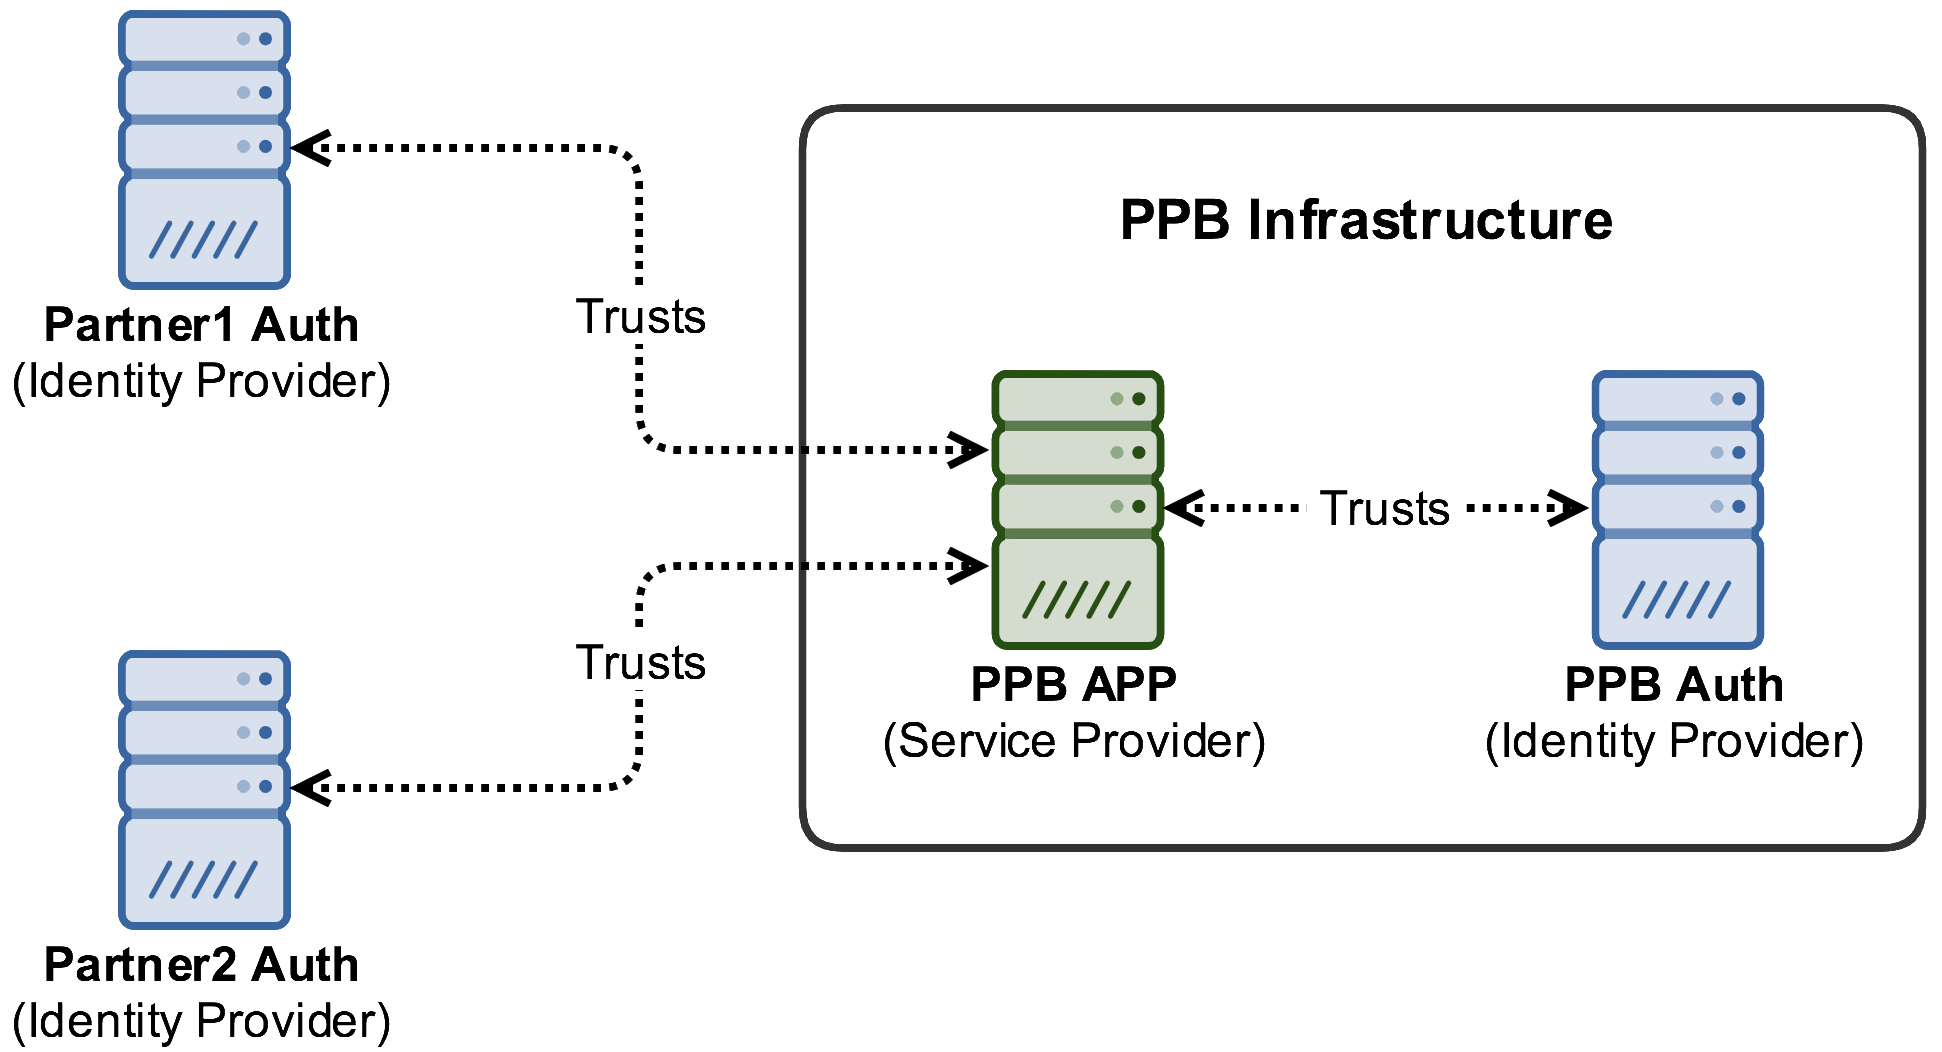 Partner1 Auth
(Identity Provider)
Trusts
PPB Infrastructure
Trusts
PPB APP
(Service Provider)
PPB Auth
(Identity Provider)
Trusts
Partner2 Auth
(Identity Provider)